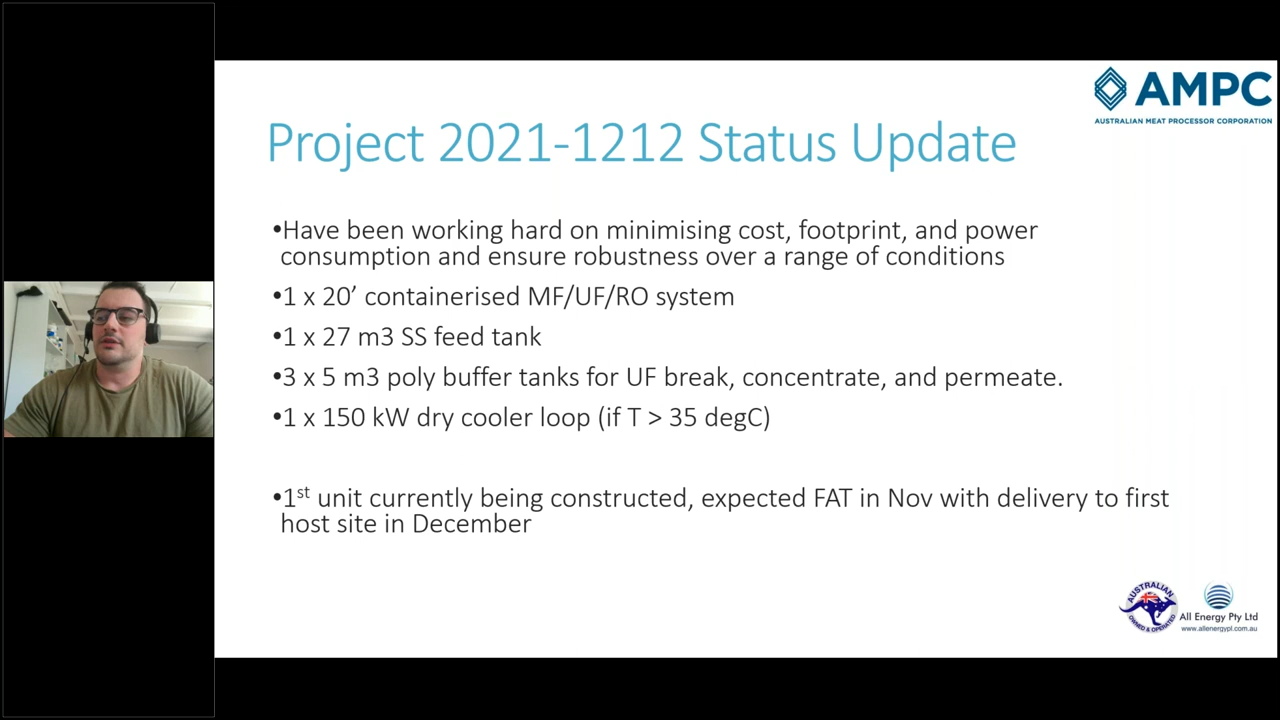 AMPC
AUSTRALIAN MEAT PROCESSOR CORPORATION
Project 2021-1212 Status Update
•Have been working hard on minimising cost, footprint, and power
consumption and ensure robustness over a range of conditions
•1 x 20’ containerised MF/UF/RO system
•1 x 27 m3 SS feed tank
•3 x 5 m3 poly buffer tanks for UF break, concentrate, and permeate.
•1 x 150 kW dry cooler loop (if T > 35 degC)
•1st unit currently being constructed, expected FAT in Nov with delivery to first
host site in December
AUSTRALIAN
OWNED & OPERATED
All Energy Pty Ltd
www.allenergypl.com.au